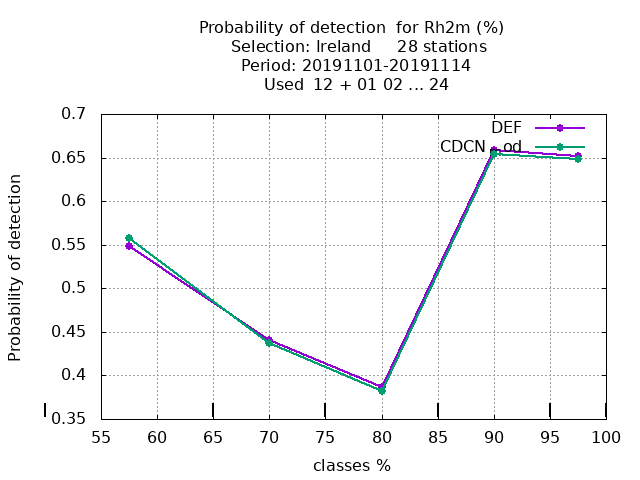 Probability of detection  for Rh2m (%)
Selection: Ireland     28 stations
Period: 20191101-20191114
Used  12 + 01 02 ... 24
DEF
CDCN od
Probability of detection
0.7
0.65
0.6
0.55
0.5
0.45
0.4
0.35
55 60 65 70 75 80 85 90 95 100
classes %